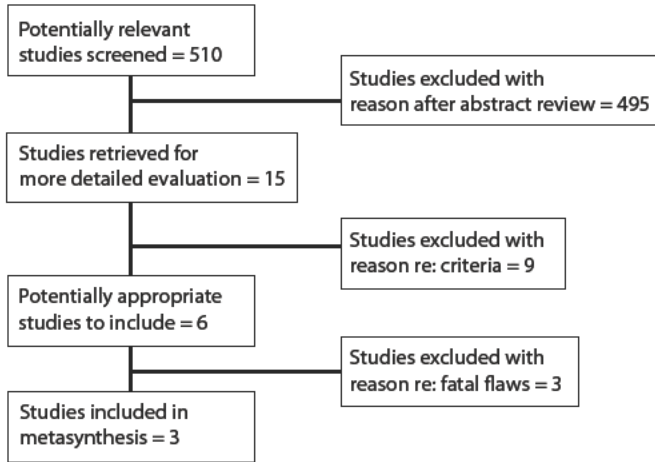 Potentially relevant
studies screened = 510
Studies excluded with
reason after abstract review = 495
Studies retrieved for
more detailed evaluation = 15
Studies excluded with
reason re: criteria = 9
Potentially appropriate
studies to include = 6
Studies excluded with
reason re: fatal flaws = 3
Studies included in
metasynthesis = 3